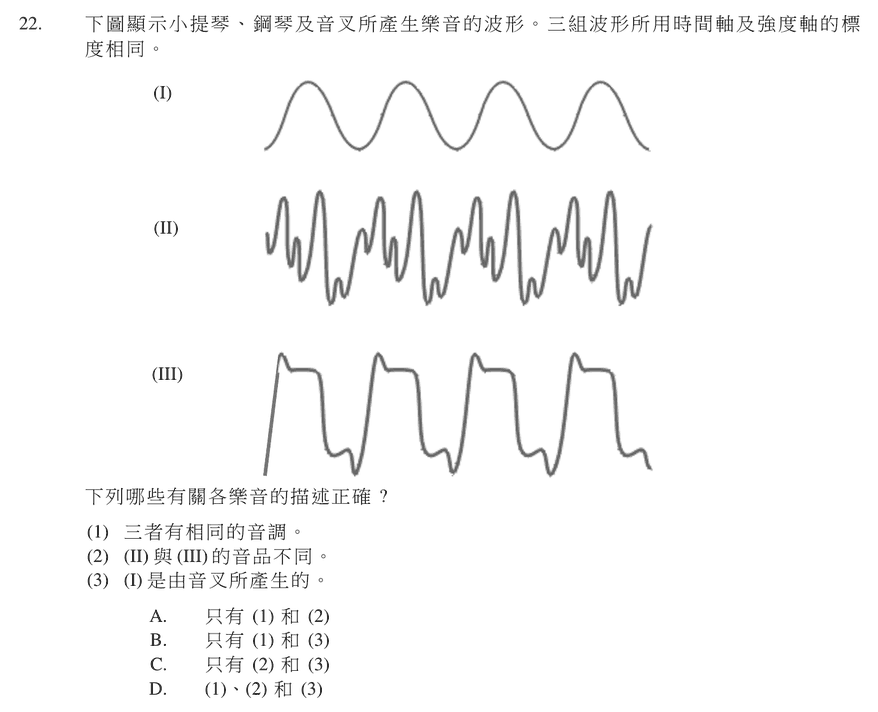 22. 下圖顯示小提琴、鋼琴及音叉所產生樂音的波形。三組波形所用時間軸及強度軸的標
度相同。
(I)
(II)
(III)
下列哪些有關各樂音的描述正確 ?
(1) 三者有相同的音調。
(2) (II) 與 (III) 的音品不同。
(3) (I) 是由音叉所產生的。
A. 只有 (1) 和 (2)
B. 只有 (1) 和 (3)
C. 只有 (2) 和 (3)
D. (1)、(2) 和 (3)